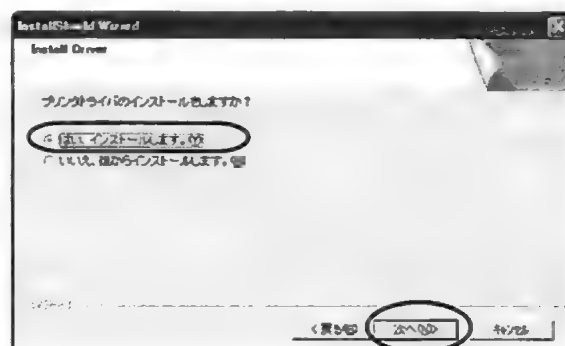 InstallShield Wizard
Install Driver
プリンタドライバのインストールをしますか？
はい、インストールします。(Y)
いいえ、後からインストールします。
InstallShield
< 戻る(B)
次へ(N)>
キャンセル